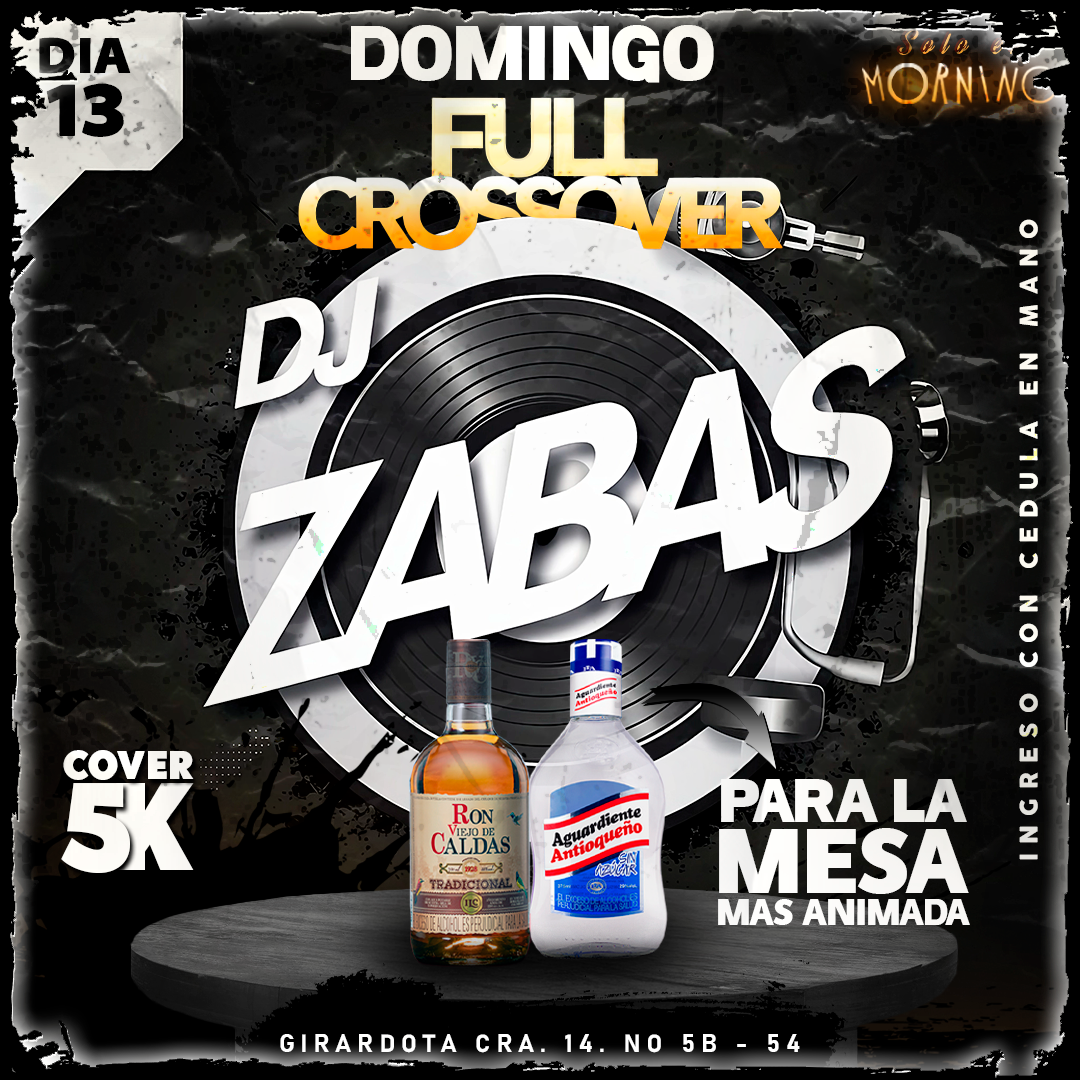 DIA
13
DOMINGO
FULL
CROSSOVER
Solo e
MORNING
DJ
ZABAS
INGRESO CON CEDULA EN MANO
COVER
5K
Aguardiente
Antioqueño
RON
VIEJO DE
CALDAS
TRADICIONAL
Aguardiente
Antioqueño
SIN
AZÚCAR
PARA LA
MESA
MAS ANIMADA
GIRARDOTA CRA. 14. NO 5B - 54